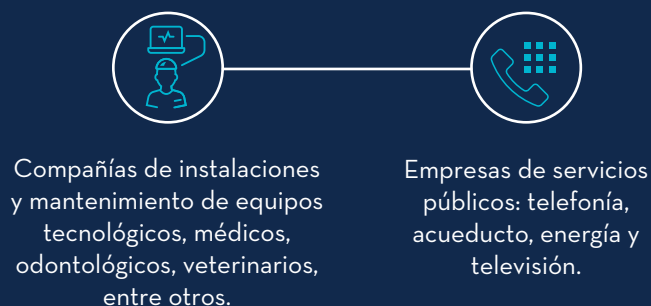 Compañías de instalaciones
y mantenimiento de equipos
tecnológicos, médicos,
odontológicos, veterinarios,
entre otros.
Empresas de servicios
públicos: telefonía,
acueducto, energía y
televisión.